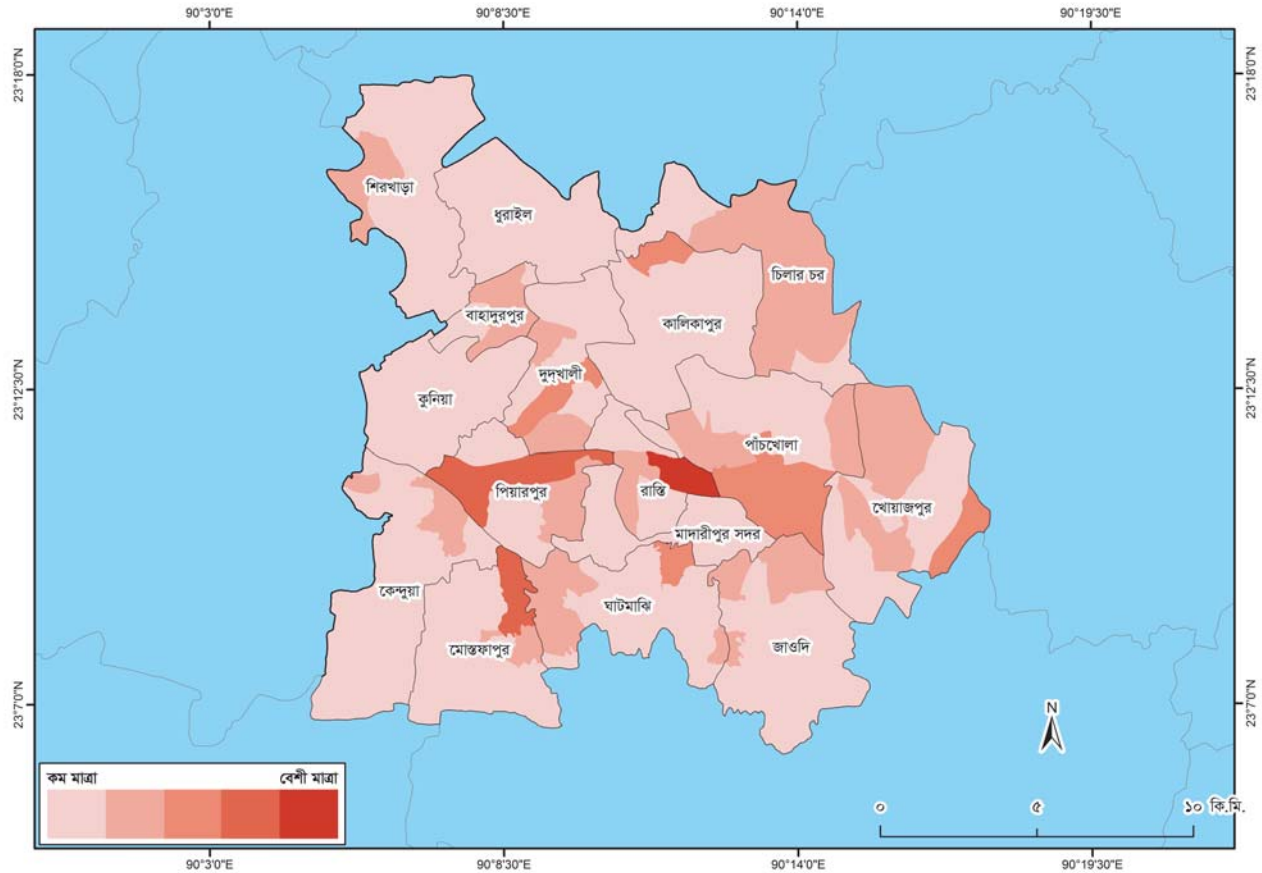 90°3'0"E
90°8'30"E
90°14'0"E
90°19'30"E
23°18'0"N
23°18'0"N
শিরখাড়া
ধুরাইল
চিলার চর
বাহাদুরপুর
কালিকাপুর
দুদখালী
23°12'30"N
23°12'30"N
কুনিয়া
পাঁচখোলা
পিয়ারপুর
রাস্তি
খোয়াজপুর
মাদারীপুর সদর
কেন্দুয়া
ঘাটমাঝি
মোস্তফাপুর
জাওদি
23°7'0"N
23°7'0"N
N
কম মাত্রা
বেশী মাত্রা
০
৫
১০ কি.মি.
90°3'0"E
90°8'30"E
90°14'0"E
90°19'30"E